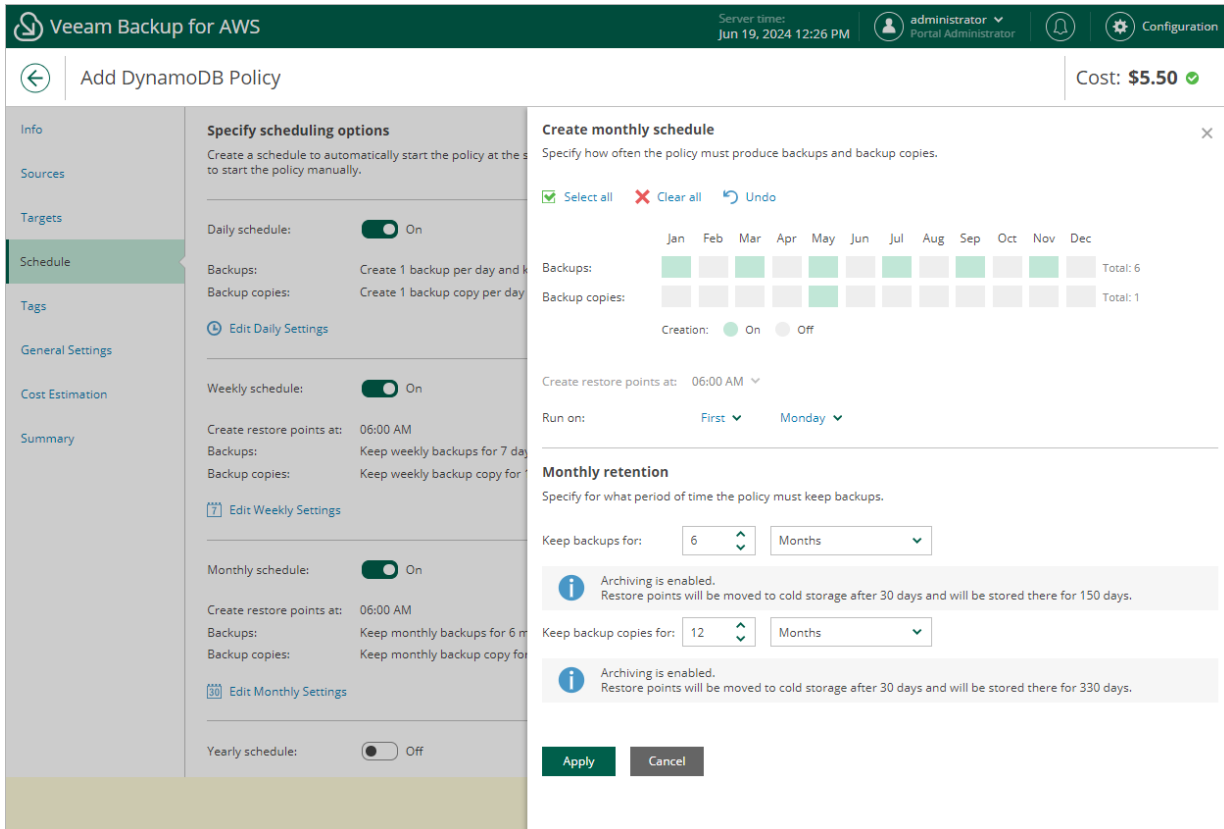 Veeam Backup for AWS
Server time:
Jun 19, 2024 12:26 PM
administrator
Portal Administrator
Configuration
Add DynamoDB Policy
Cost: $5.50
Info
Sources
Targets
Schedule
Tags
General Settings
Cost Estimation
Summary
Specify scheduling options
Create a schedule to automatically start the policy at the s
to start the policy manually.
Daily schedule: On
Backups: Create 1 backup per day and k
Backup copies: Create 1 backup copy per day
Edit Daily Settings
Weekly schedule: On
Create restore points at: 06:00 AM
Backups: Keep weekly backups for 7 day
Backup copies: Keep weekly backup copy for 1
7 Edit Weekly Settings
Monthly schedule: On
Create restore points at: 06:00 AM
Backups: Keep monthly backups for 6 m
Backup copies: Keep monthly backup copy for
30 Edit Monthly Settings
Yearly schedule: Off
Create monthly schedule
Specify how often the policy must produce backups and backup copies.
Select all Clear all Undo
Jan Feb Mar Apr May Jun Jul Aug Sep Oct Nov Dec
Backups: Total: 6
Backup copies: Total: 1
Creation: On Off
Create restore points at: 06:00 AM
Run on: First Monday
Monthly retention
Specify for what period of time the policy must keep backups.
Keep backups for: 6 Months
Archiving is enabled.
Restore points will be moved to cold storage after 30 days and will be stored there for 150 days.
Keep backup copies for: 12 Months
Archiving is enabled.
Restore points will be moved to cold storage after 30 days and will be stored there for 330 days.
Apply Cancel